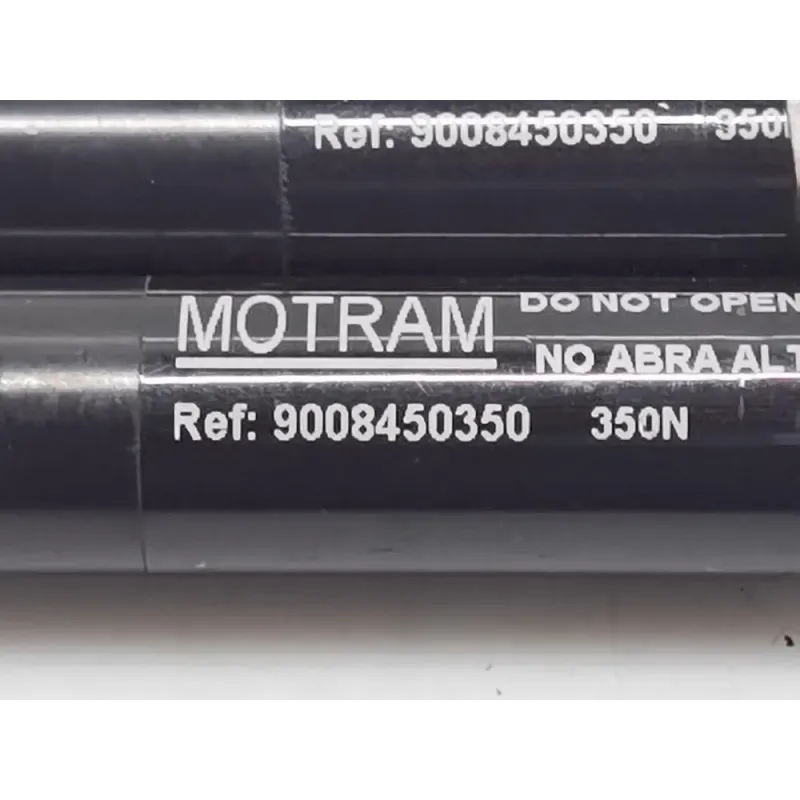 Ref: 9008450350
MOTRAM
DO NOT OPEN
NO ABRA
Ref: 9008450350 350N